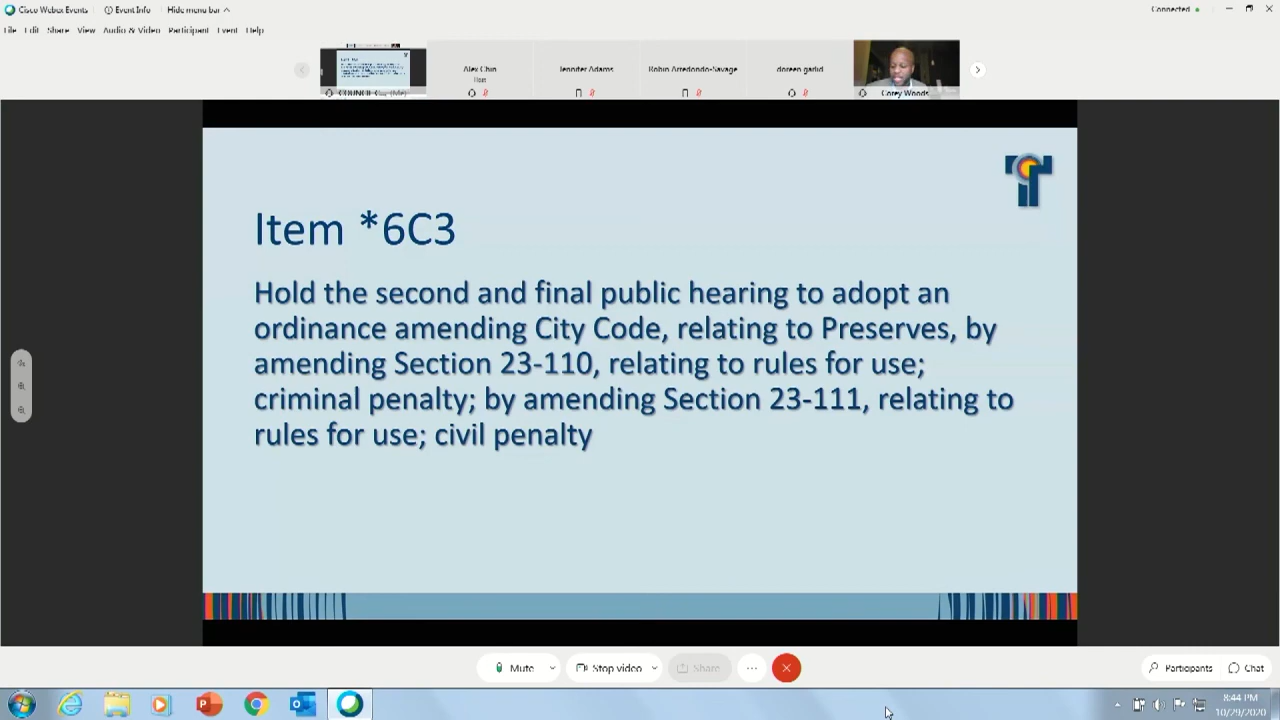 Cisco Webex Events
Event Info
Hide menu bar
Connected
File Edit Share View Audio & Video Participant Event Help
Alex Chin
Host
Jennifer Adams
Robin Arredondo-Savage
doreen garlid
Corey Woods
Item *6C3
Hold the second and final public hearing to adopt an
ordinance amending City Code, relating to Preserves, by
amending Section 23-110, relating to rules for use;
criminal penalty; by amending Section 23-111, relating to
rules for use; civil penalty
Mute
Stop video
Share
Participants
Chat
8:44 PM
10/29/2020